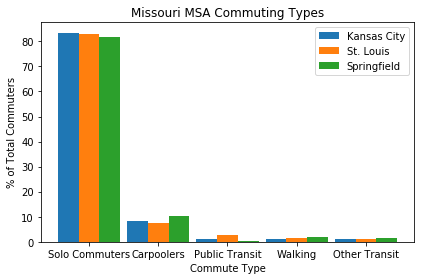 Missouri MSA Commuting Types
Kansas City
St. Louis
Springfield
% of Total Commuters
80
70
60
50
40
30
20
10
0
Solo Commuters Carpoolers Public Transit Walking Other Transit
Commute Type